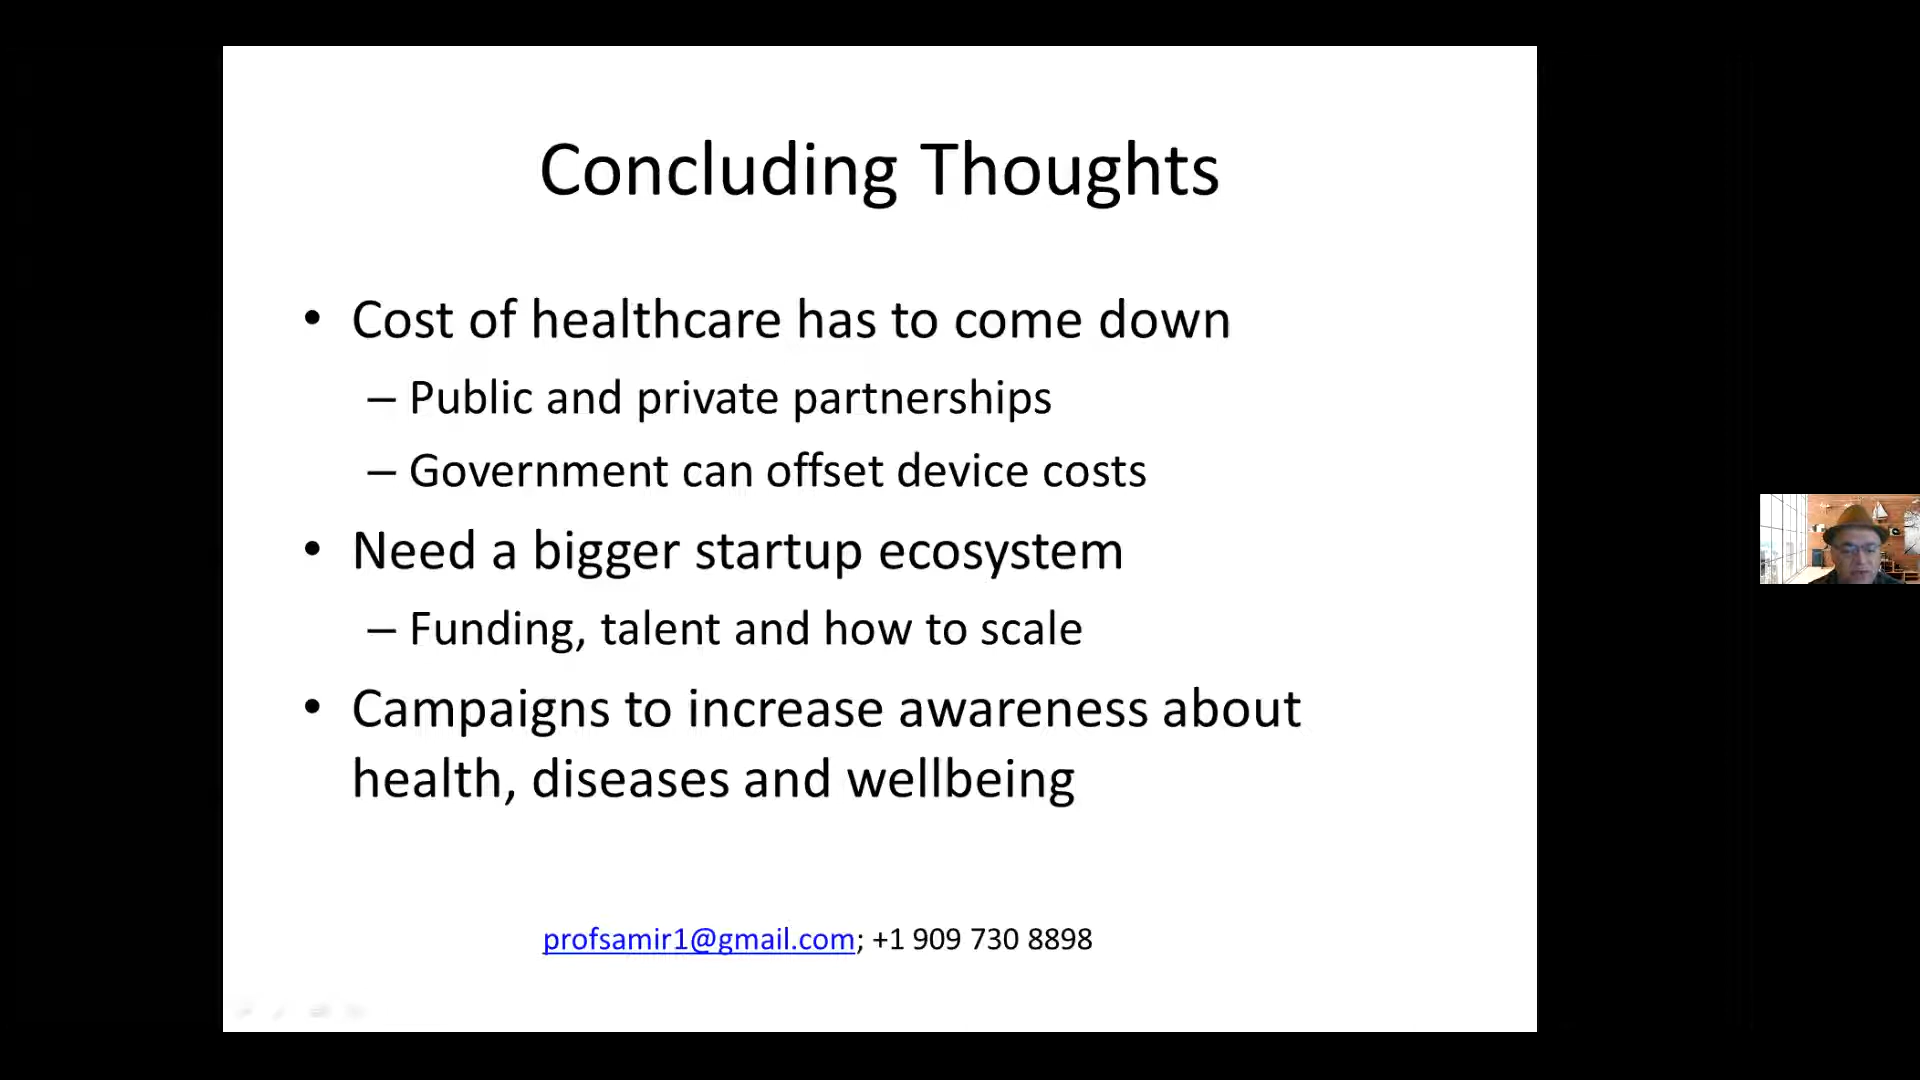 Concluding Thoughts
• Cost of healthcare has to come down
– Public and private partnerships
– Government can offset device costs
• Need a bigger startup ecosystem
– Funding, talent and how to scale
• Campaigns to increase awareness about
health, diseases and wellbeing
profsamir1@gmail.com; +1 909 730 8898